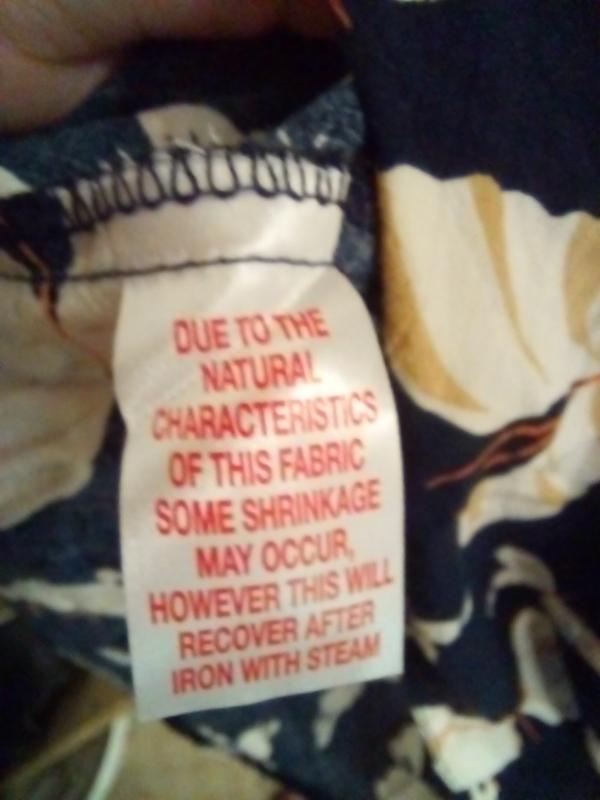 DUE TO THE
NATURAL
CHARACTERISTICS
OF THIS FABRIC
SOME SHRINKAGE
MAY OCCUR,
HOWEVER THIS WILL
RECOVER AFTER
IRON WITH STEAM